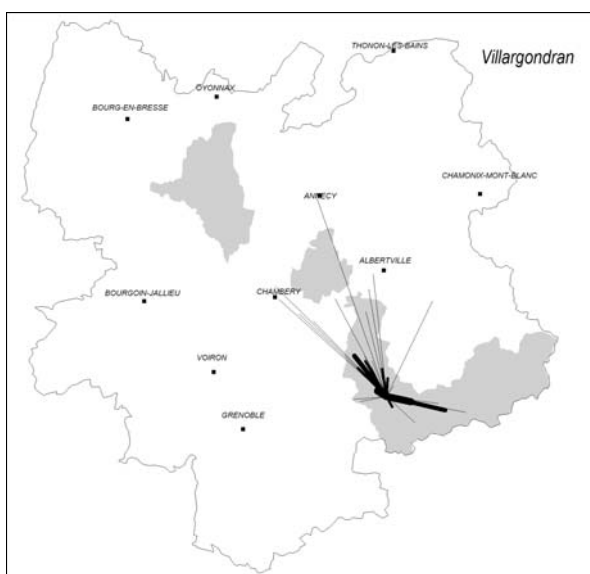 THONON-LES-BAINS
Villargondran
OYONNAX
BOURG-EN-BRESSE
CHAMONIX-MONT-BLANC
ANNECY
ALBERTVILLE
BOURGOIN-JALLIEU
CHAMBERY
VOIRON
GRENOBLE